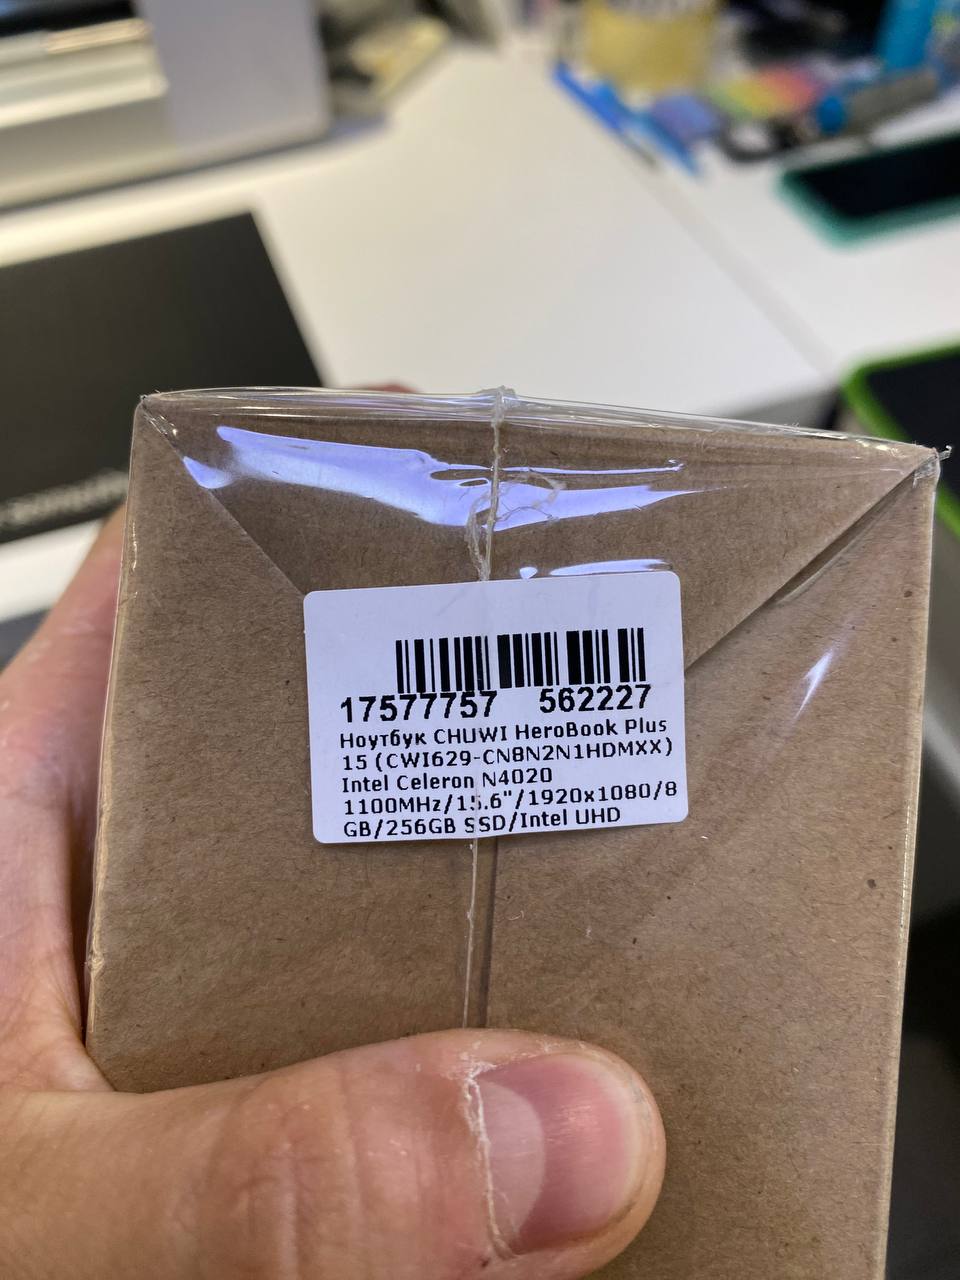 17577757 562227
Ноутбук CHUWI HeroBook Plus
15 (CWI629-CN8N2N1HDMXX)
Intel Celeron N4020
1100MHz/15.6"/1920x1080/8
GB/256GB SSD/Intel UHD